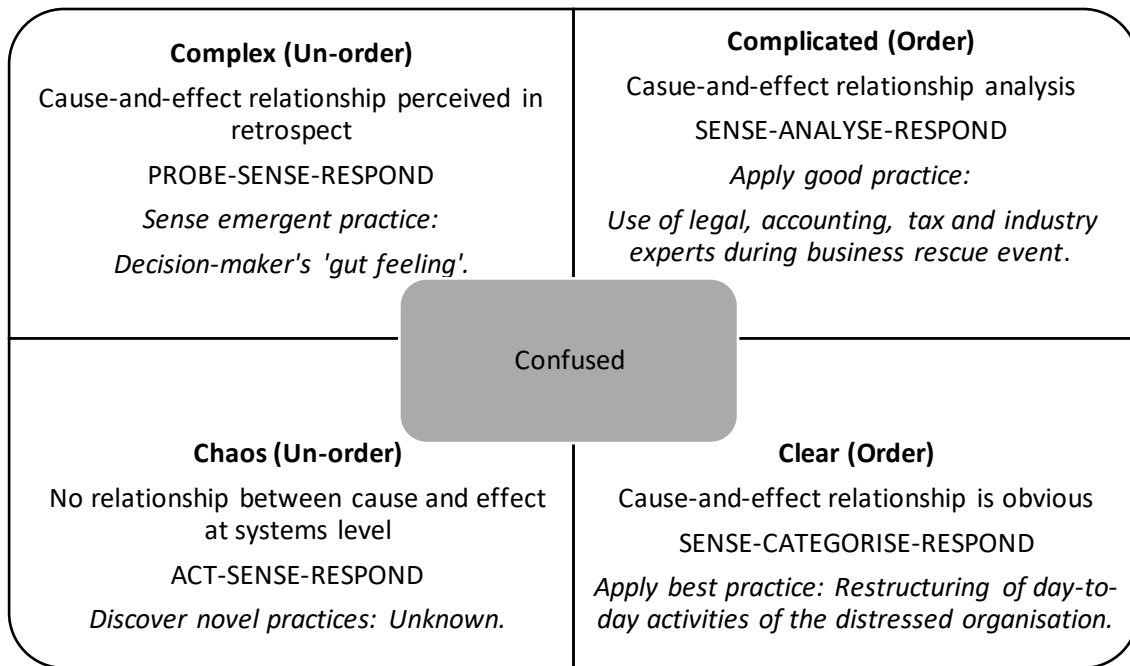 Complex (Un-order)
Cause-and-effect relationship perceived in
retrospect
PROBE-SENSE-RESPOND
Sense emergent practice:
Decision-maker's 'gut feeling'.
Complicated (Order)
Casue-and-effect relationship analysis
SENSE-ANALYSE-RESPOND
Apply good practice:
Use of legal, accounting, tax and industry
experts during business rescue event.
Confused
Chaos (Un-order)
No relationship between cause and effect
at systems level
ACT-SENSE-RESPOND
Discover novel practices: Unknown.
Clear (Order)
Cause-and-effect relationship is obvious
SENSE-CATEGORISE-RESPOND
Apply best practice: Restructuring of day-to-
day activities of the distressed organisation.